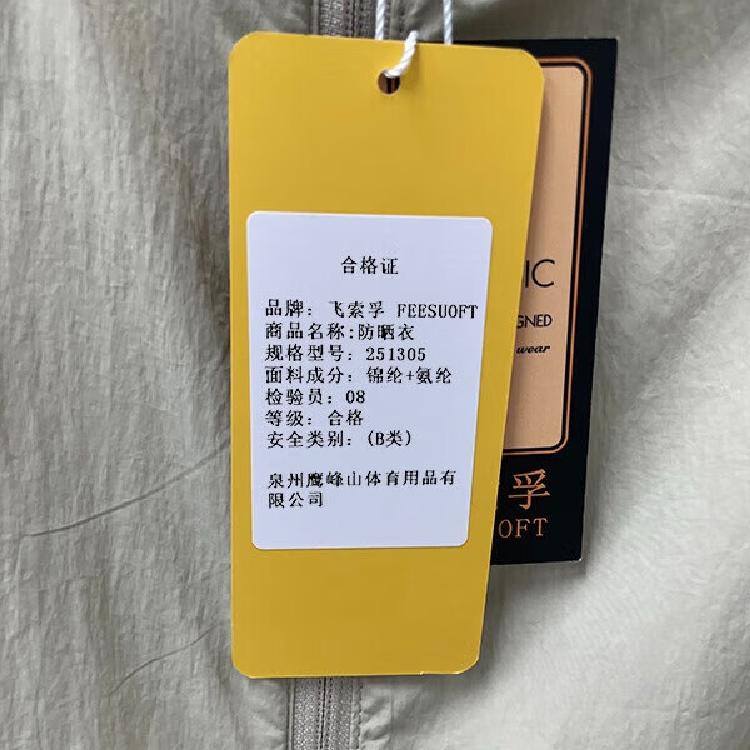 合格证
品牌: 飞索孚 FEESUOFT
商品名称:防晒衣
规格型号: 251305
面料成分: 锦纶+氨纶
检验员: 08
等级: 合格
安全类别: (B类)
泉州鹰峰山体育用品有
限公司
IC
GNED
wear
孚
OFT